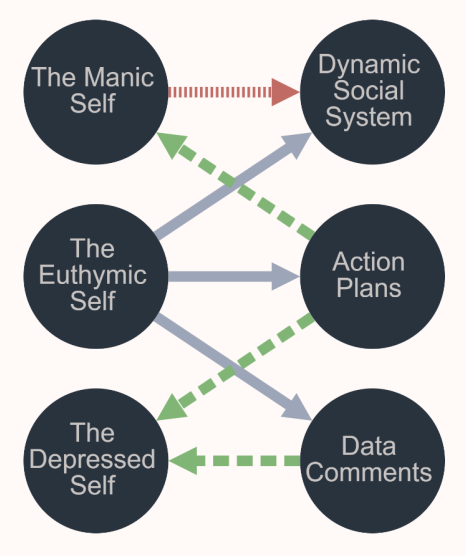 The Manic
Self
Dynamic
Social
System
The
Euthymic
Self
Action
Plans
The
Depressed
Self
Data
Comments